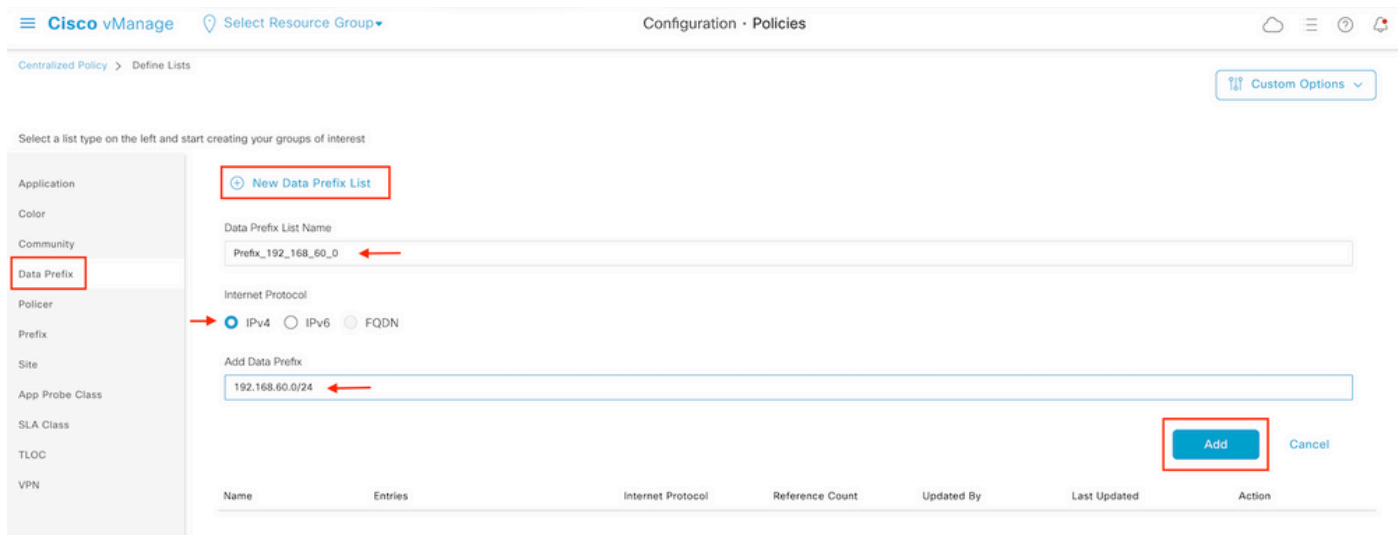 Cisco vManage Select Resource Group Configuration · Policies
Centralized Policy > Define Lists
Custom Options
Select a list type on the left and start creating your groups of interest
Application
Color
Community
Data Prefix
Policer
Prefix
Site
App Probe Class
SLA Class
TLOC
VPN
New Data Prefix List
Data Prefix List Name
Prefix_192_168_60_0
Internet Protocol
IPv4 IPv6 FQDN
Add Data Prefix
192.168.60.0/24
Add Cancel
Name Entries Internet Protocol Reference Count Updated By Last Updated Action